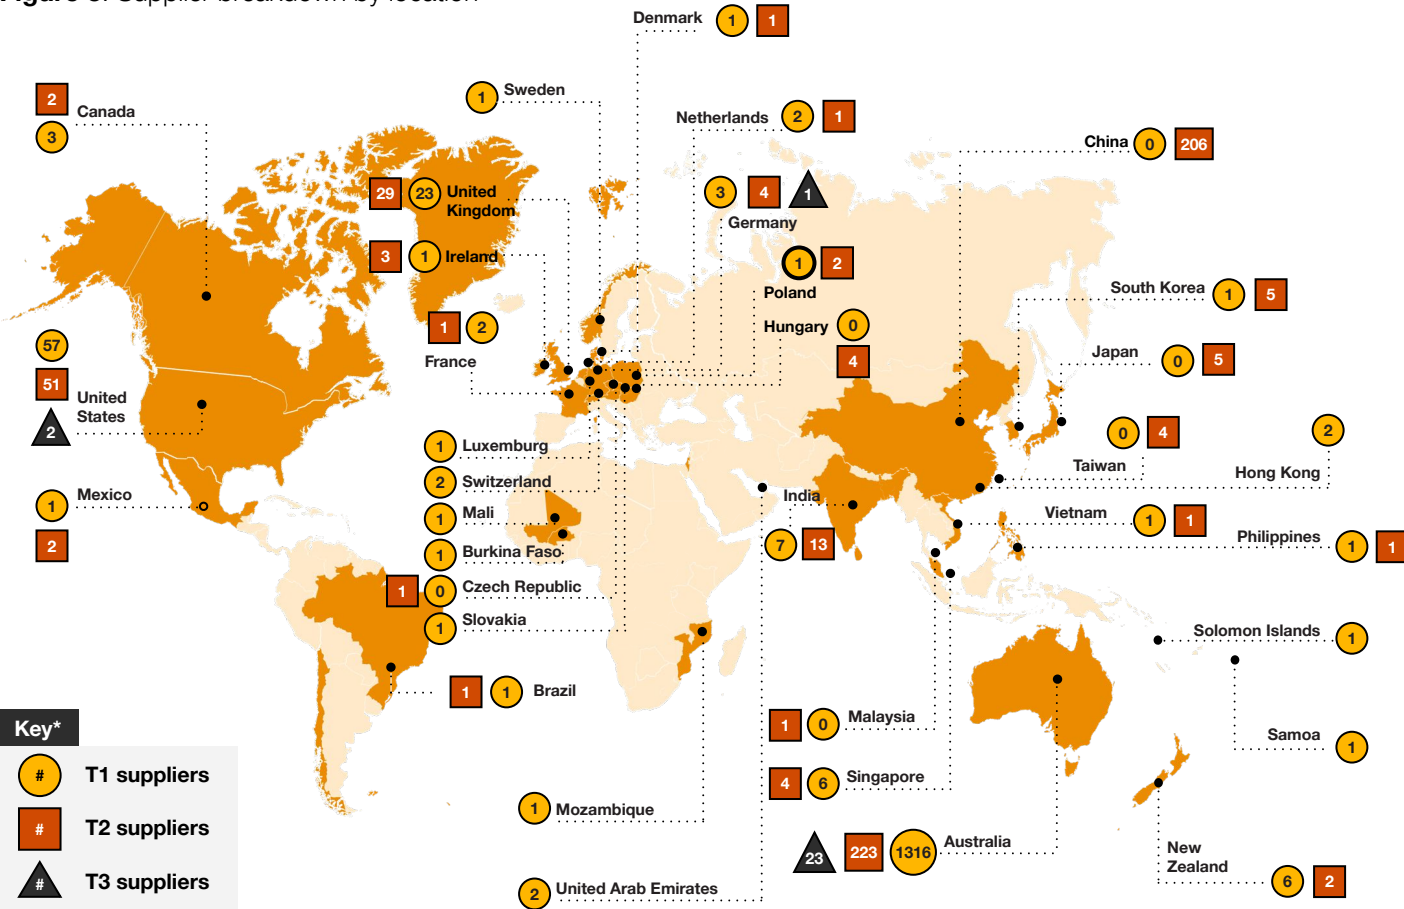 Figure 3: Supplier breakdown by location
Denmark 1 1
2
Canada
3
1 Sweden
Netherlands 2 1
China 0 206
29 23 United
Kingdom
3 4 1
Germany
3 1 Ireland
1 2
Poland
South Korea 1 5
1 2
France
Hungary 0
4
57
51
United
States
2
Japan 0 5
0 4
Taiwan
2
Hong Kong
1 Luxemburg
2 Switzerland
1 Mali
1 Burkina Faso
1 0 Czech Republic
1 Slovakia
1 Mexico
2
India
7 13
Vietnam 1 1
Philippines 1 1
Solomon Islands 1
Samoa 1
1 1 Brazil
1 0 Malaysia
4 6 Singapore
1 Mozambique
23 223 1316 Australia
New
Zealand
6 2
2 United Arab Emirates
Key*
# T1 suppliers
# T2 suppliers
# T3 suppliers